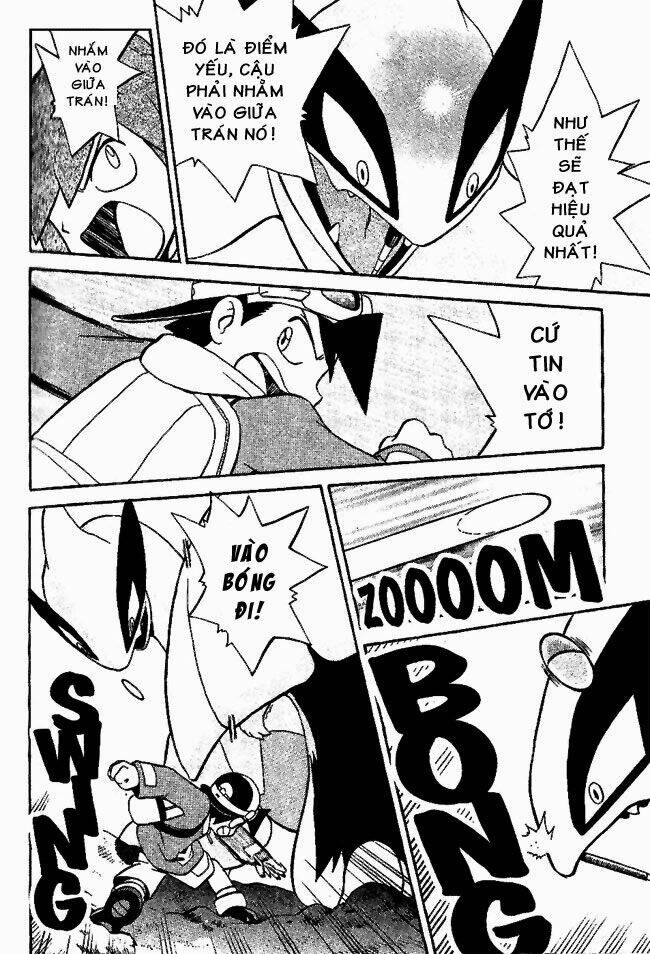 NHẮM
VÀO
GIỮA
TRÁN!
ĐÓ LÀ ĐIỂM
YẾU, CẬU
PHẢI NHẮM
VÀO GIỮA
TRÁN NÓ!
NHƯ
THẾ
SẼ
ĐẠT
HIỆU
QUẢ
NHẤT!
CỨ
TIN
VÀO
TỚ!
VÀO
BÓNG
ĐI!
SWING
ZOOOOM
BONG